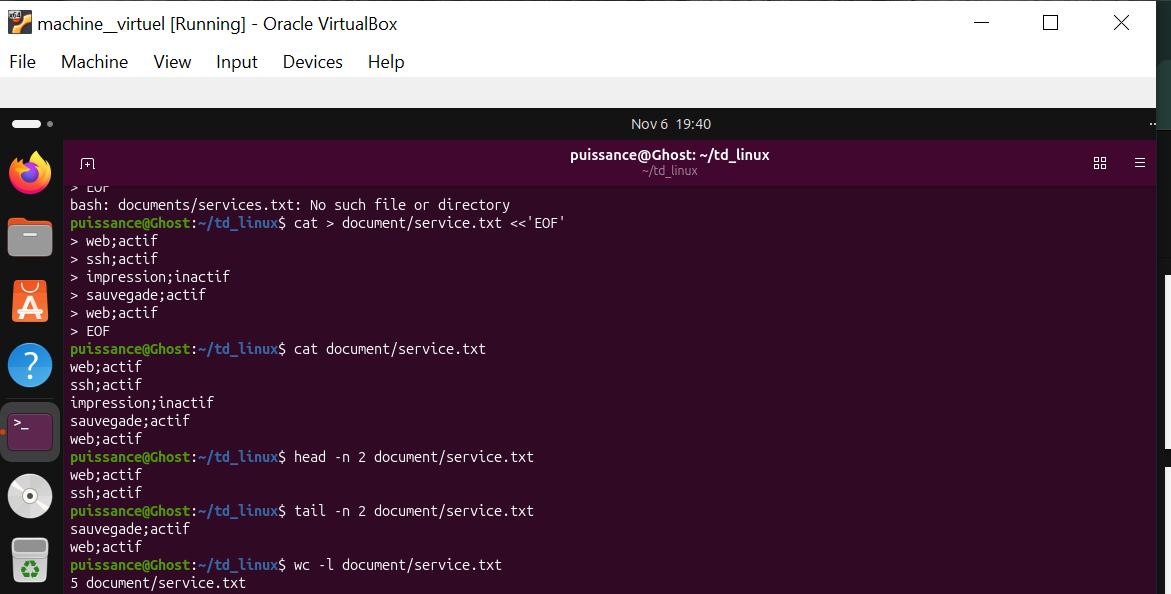 machine__virtuel [Running] - Oracle VirtualBox
File Machine View Input Devices Help
Nov 6 19:40
puissance@Ghost: ~/td_linux
~/td_linux
> EOF
bash: documents/services.txt: No such file or directory
puissance@Ghost:~/td_linux$ cat > document/service.txt <<'EOF'
> web;actif
> ssh;actif
> impression;inactif
> sauvegade;actif
> web;actif
> EOF
puissance@Ghost:~/td_linux$ cat document/service.txt
web;actif
ssh;actif
impression;inactif
sauvegade;actif
web;actif
puissance@Ghost:~/td_linux$ head -n 2 document/service.txt
web;actif
ssh;actif
puissance@Ghost:~/td_linux$ tail -n 2 document/service.txt
sauvegade;actif
web;actif
puissance@Ghost:~/td_linux$ wc -l document/service.txt
5 document/service.txt